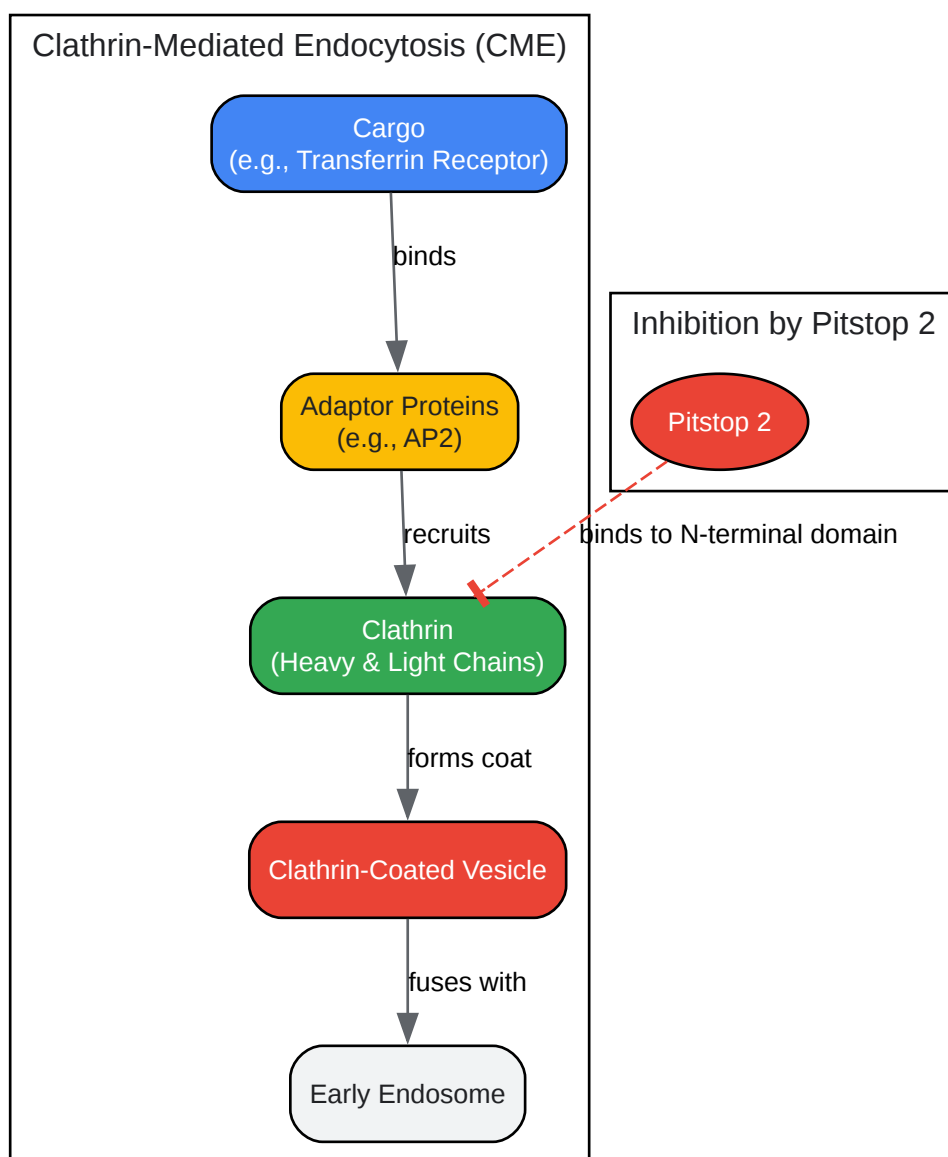 Clathrin-Mediated Endocytosis (CME)
Cargo
(e.g., Transferrin Receptor)
binds
Inhibition by Pitstop 2
Adaptor Proteins
(e.g., AP2)
Pitstop 2
recruits
binds to N-terminal domain
Clathrin
(Heavy & Light Chains)
forms coat
Clathrin-Coated Vesicle
fuses with
Early Endosome